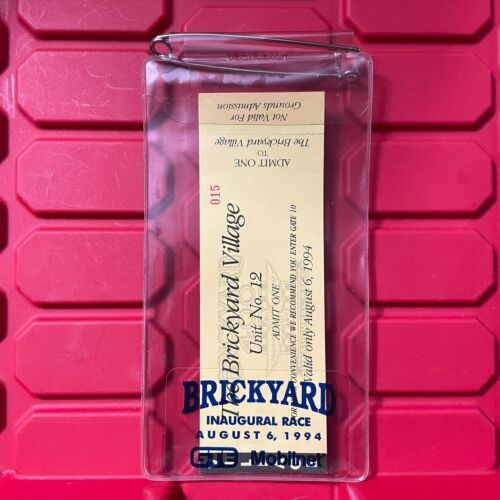 Not Valid For
Grounds Admission
The Brickyard Village
TO
ADMIT ONE
015
The Brickyard Village
Unit No. 12
ADMIT ONE
CONVENIENCE WE RECOMMEND YOU ENTER GATE 10
Valid only August 6, 1994
BRICKYARD
INAUGURAL RACE
AUGUST 6, 1994
GTE Mobilnet